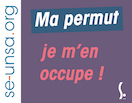 se-unsa.org
Ma permut
je m'en
occupe !